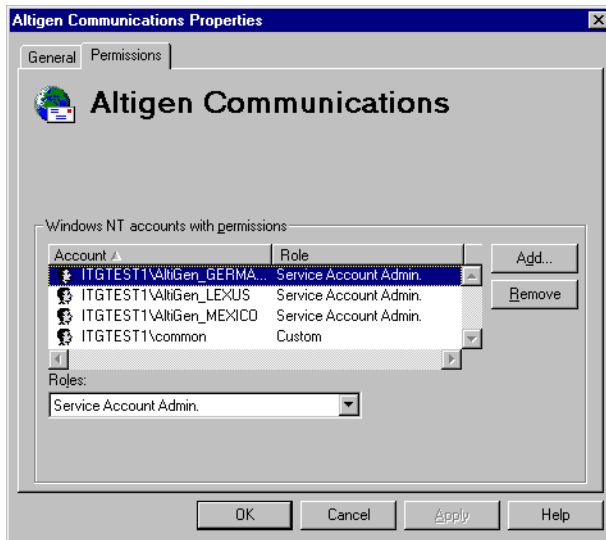 Altigen Communications Properties
General Permissions
Altigen Communications
Windows NT accounts with permissions
Account Role
ITGTEST1\AltiGen_GERMA... Service Account Admin.
ITGTEST1\AltiGen_LEXUS Service Account Admin.
ITGTEST1\AltiGen_MEXICO Service Account Admin.
ITGTEST1\common Custom
Add...
Remove
Roles:
Service Account Admin.
OK Cancel Apply Help